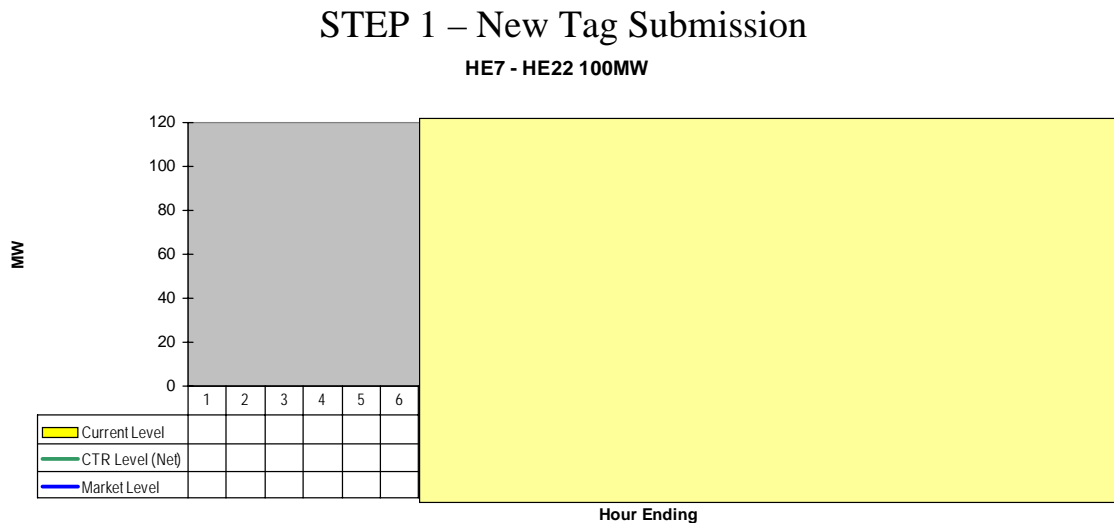 STEP 1 – New Tag Submission
HE7 - HE22 100MW
MW
120
100
80
60
40
20
0
1 2 3 4 5 6
Current Level
CTR Level (Net)
Market Level
Hour Ending